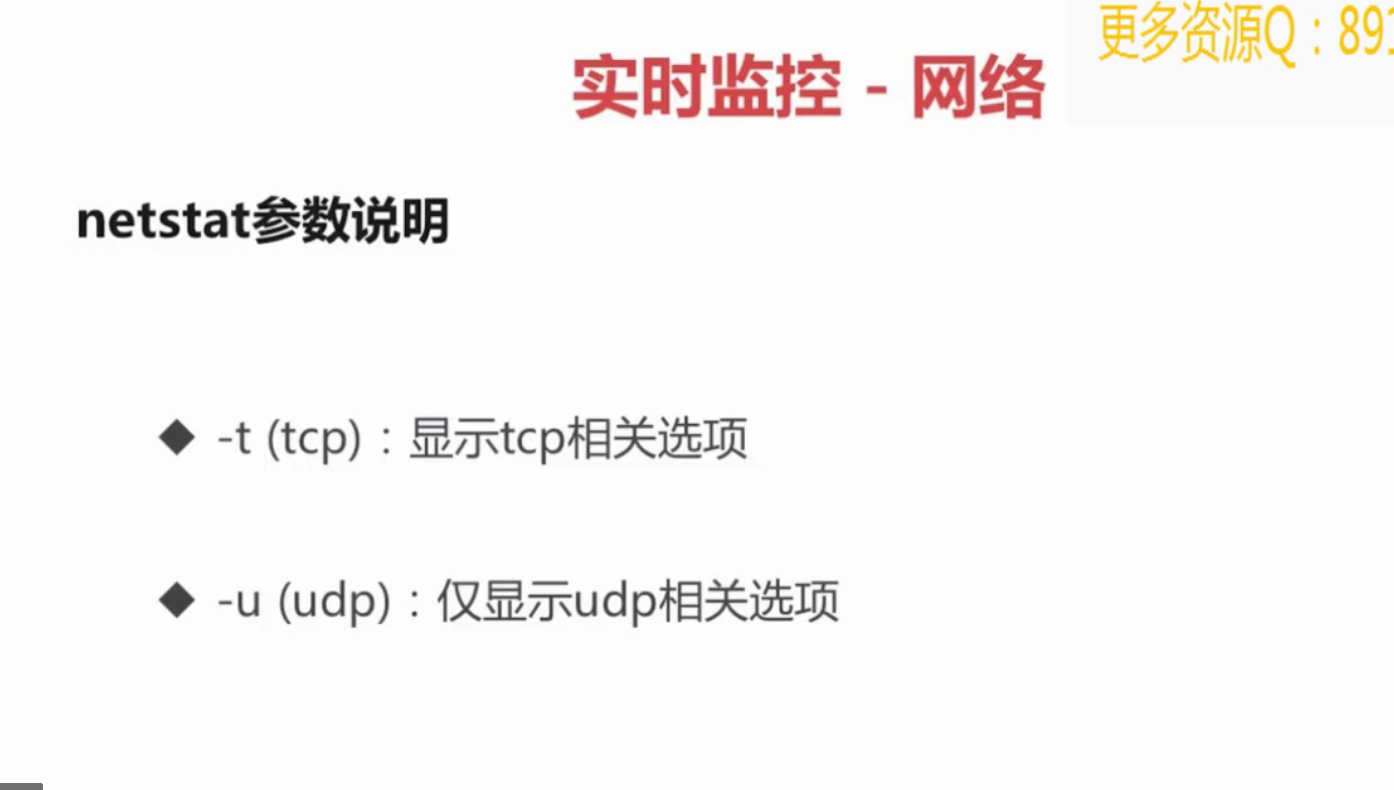 更多资源Q：89
实时监控 - 网络
netstat参数说明
◆ -t (tcp)：显示tcp相关选项
◆ -u (udp)：仅显示udp相关选项